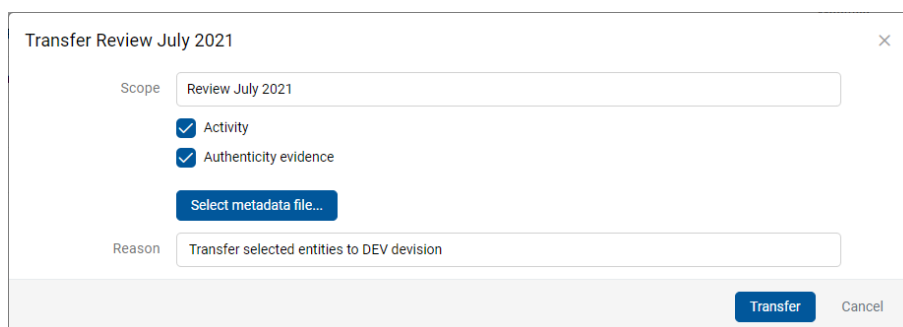 Transfer Review July 2021
Scope Review July 2021
Activity
Authenticity evidence
Select metadata file...
Reason Transfer selected entities to DEV devision
Transfer Cancel